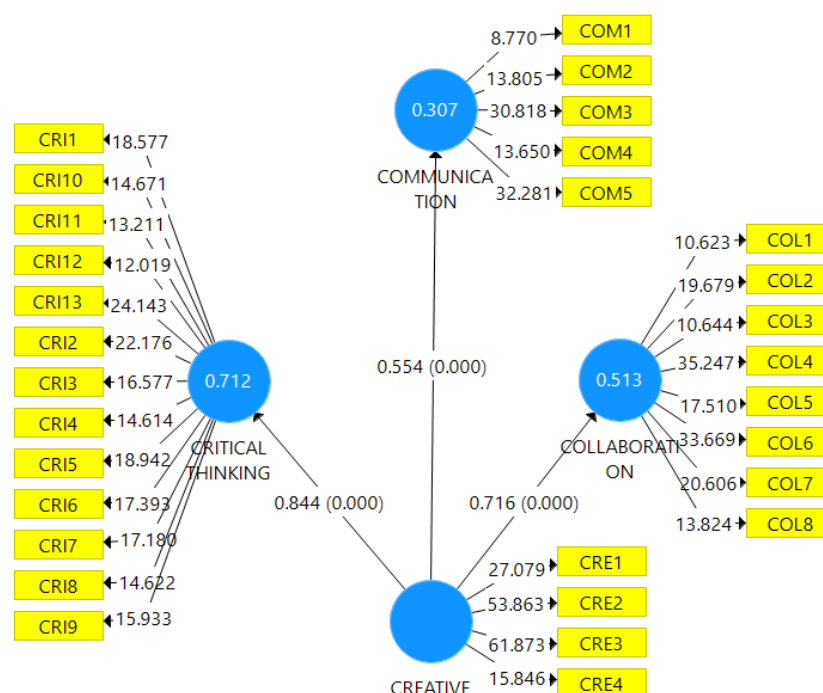 8.770
COM1
13.805
COM2
0.307
30.818
COM3
13.650
COM4
32.281
COM5
COMMUNICA
TION
CRI1
18.577
CRI10
14.671
CRI11
13.211
CRI12
12.019
CRI13
24.143
CRI2
22.176
CRI3
16.577
CRI4
14.614
CRI5
18.942
CRI6
17.393
CRI7
17.180
CRI8
14.622
CRI9
15.933
0.712
CRITICAL
THINKING
10.623
COL1
19.679
COL2
10.644
COL3
35.247
COL4
17.510
COL5
33.669
COL6
20.606
COL7
13.824
COL8
0.513
COLLABORATI
ON
0.554 (0.000)
0.844 (0.000)
0.716 (0.000)
27.079
CRE1
53.863
CRE2
61.873
CRE3
15.846
CRE4
CREATIVE